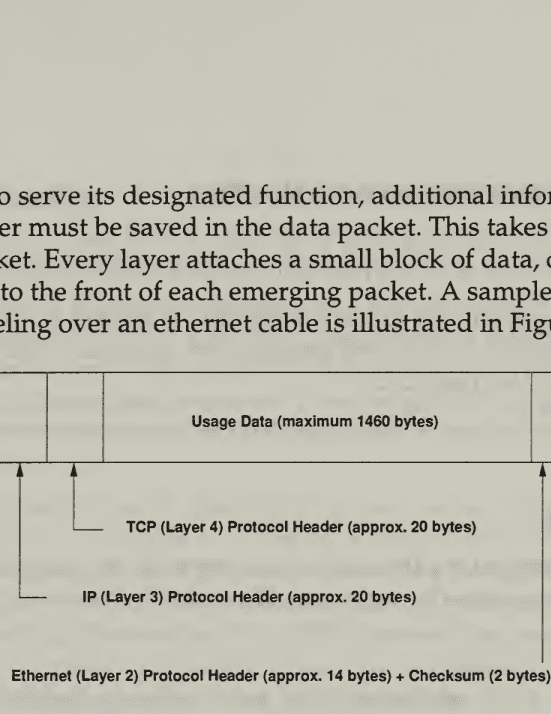 o serve its designated function, additional infor
er must be saved in the data packet. This takes
ket. Every layer attaches a small block of data, c
to the front of each emerging packet. A sample
eling over an ethernet cable is illustrated in Figu
Usage Data (maximum 1460 bytes)
TCP (Layer 4) Protocol Header (approx. 20 bytes)
IP (Layer 3) Protocol Header (approx. 20 bytes)
Ethernet (Layer 2) Protocol Header (approx. 14 bytes) + Checksum (2 bytes)